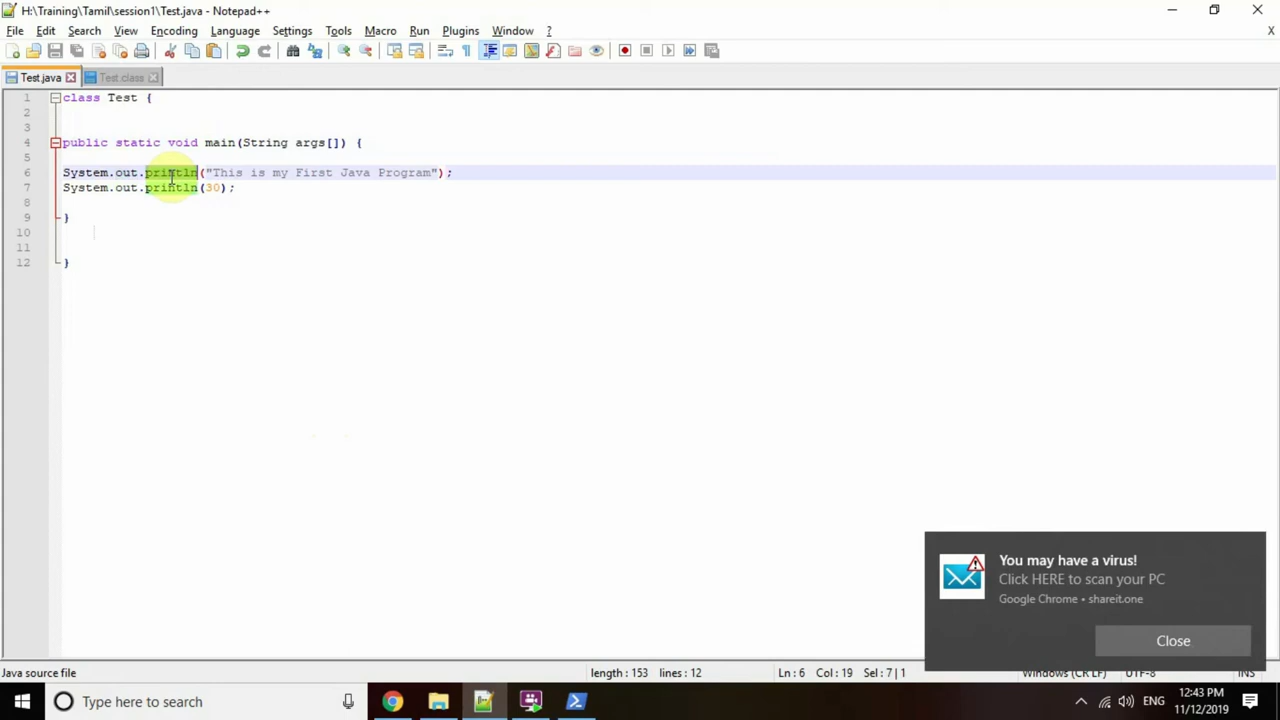 H:\Training\Tamil\session1\Test.java - Notepad++
File Edit Search View Encoding Language Settings Tools Macro Run Plugins Window ? X
Test.java Test.class
1 class Test {
2
3
4 public static void main(String args[]) {
5
6 System.out.println("This is my First Java Program");
7 System.out.println(30);
8
9 }
10
11
12 }
You may have a virus!
Click HERE to scan your PC
Google Chrome • shareit.one
Close
Java source file length : 153 lines : 12 Ln : 6 Col : 19 Sel : 7 | 1 Windows (CR LF) UTF-8 INS
Type here to search ENG 12:43 PM
11/12/2019